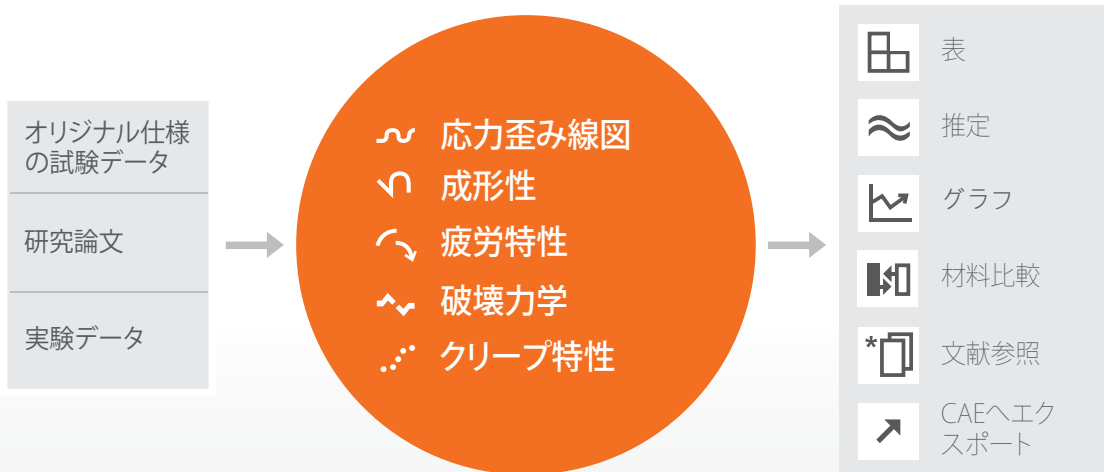 オリジナル仕様
の試験データ
研究論文
実験データ
応力歪み線図
成形性
疲労特性
破壊力学
クリープ特性
表
推定
グラフ
材料比較
文献参照
CAEへエク
スポート